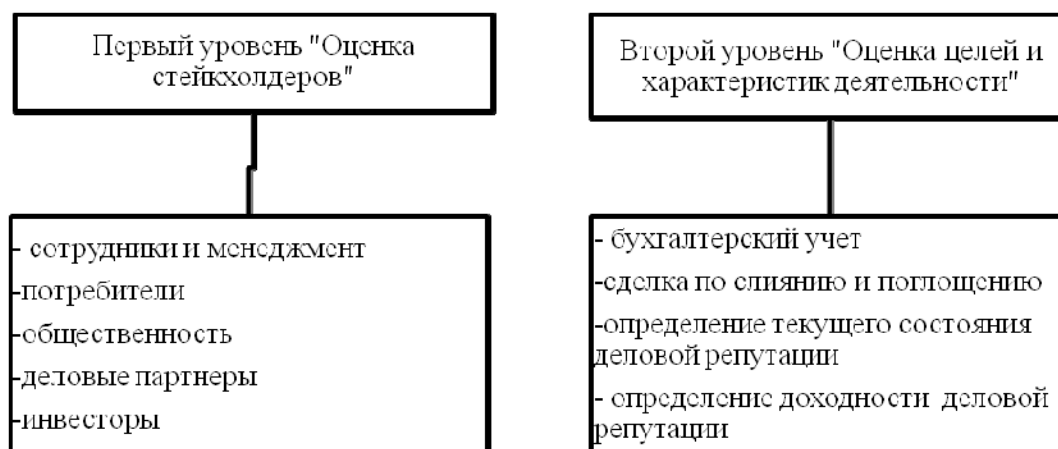 Первый уровень "Оценка
стейкхолдеров"
- сотрудники и менеджмент
-потребители
-общественность
-деловые партнеры
-инвесторы
Второй уровень "Оценка целей и
характеристик деятельности"
- бухгалтерский учет
-сделка по слиянию и поглощению
-определение текущего состояния
деловой репутации
- определение доходности деловой
репутации